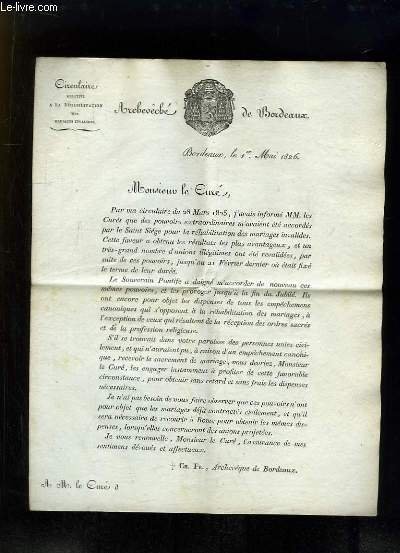 Le-livre.com
Circulaire
RELATIVE
A LA RÉHABILITATION
DES
MARIAGES INVALIDES.
Archevêché de Bordeaux.
Bordeaux, le 1er. Mai 1826.
Monsieur le Curé,
Par ma circulaire du 28 Mars 1825, j'avais informé MM. les
Curés que des pouvoirs extraordinaires m'avaient été accordés
par le Saint Siége pour la réhabilitation des mariages invalides.
Cette faveur a obtenu les résultats les plus avantageux, et un
très-grand nombre d'unions illégitimes ont été revalidées, par
suite de ces pouvoirs, jusqu'au 21 Février dernier où était fixé
le terme de leur durée.
Le Souverain Pontife a daigné m'accorder de nouveau ces
mêmes pouvoirs, et les proroger jusqu'à la fin du Jubilé. Ils
ont encore pour objet les dispenses de tous les empêchemens
canoniques qui s'opposent à la réhabilitation des mariages, à
l'exception de ceux qui résultent de la réception des ordres sacrés
et de la profession religieuse.
S'il se trouvait dans votre paroisse des personnes unies civi-
lement, et qui n'auraient pu, à raison d'un empêchement canoni-
que, recevoir le sacrement de mariage, vous devriez, Monsieur
le Curé, les engager instamment à profiter de cette favorable
circonstance, pour obtenir sans retard et sans frais les dispenses
nécessaires.
Je n'ai pas besoin de vous faire observer que ces pouvoirs n'ont
pour objet que les mariages déjà contractés civilement, et qu'il
sera nécessaire de recourir à Rome pour obtenir les mêmes dis-
penses, lorsqu'elles concerneront des unions projetées.
Je vous renouvelle, Monsieur le Curé, l'assurance de mes
sentimens dévoués et affectueux.
† Ch. Fr., Archevêque de Bordeaux.
A Mr. le Curé d